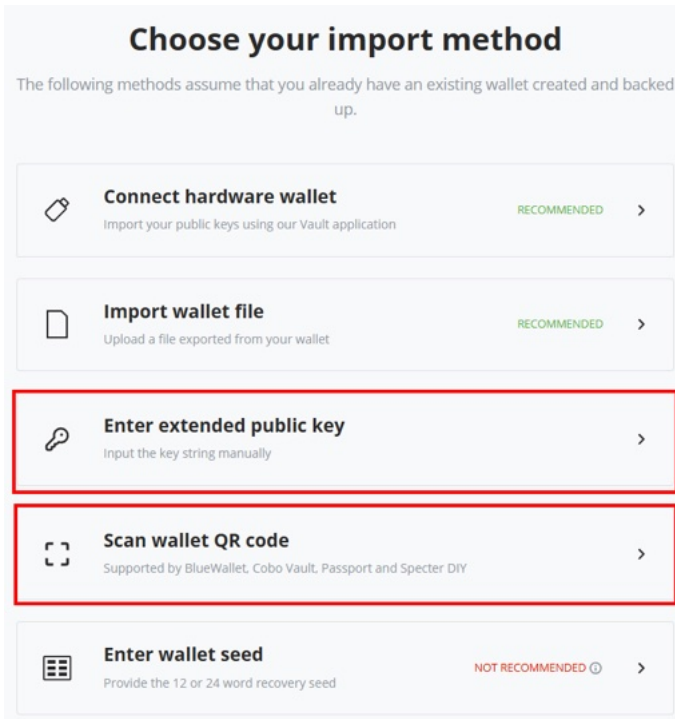 Choose your import method
The following methods assume that you already have an existing wallet created and backed
up.
Connect hardware wallet
Import your public keys using our Vault application
RECOMMENDED
Import wallet file
Upload a file exported from your wallet
RECOMMENDED
Enter extended public key
Input the key string manually
Scan wallet QR code
Supported by BlueWallet, Cobo Vault, Passport and Specter DIY
Enter wallet seed
Provide the 12 or 24 word recovery seed
NOT RECOMMENDED